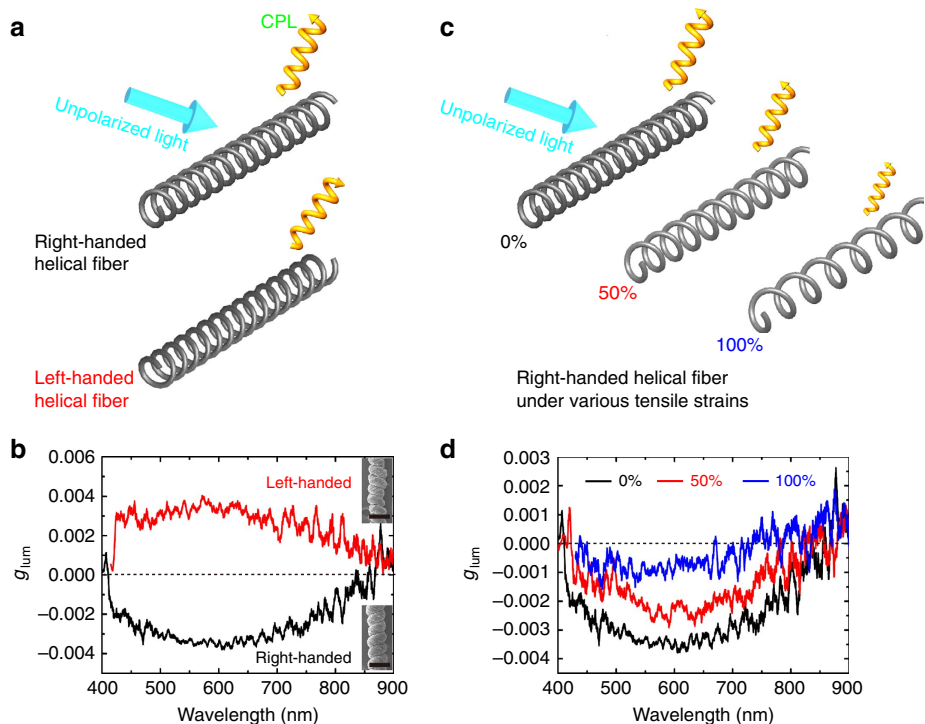 a
CPL
Unpolarized light
Right-handed
helical fiber
Left-handed
helical fiber
c
Unpolarized light
0%
50%
100%
Right-handed helical fiber
under various tensile strains
b
0.006
0.004
0.002
0.000
−0.002
−0.004
glum
Left-handed
Right-handed
400 500 600 700 800 900
Wavelength (nm)
d
0.003
0.002
0.001
0.000
−0.001
−0.002
−0.003
−0.004
glum
0% 50% 100%
400 500 600 700 800 900
Wavelength (nm)